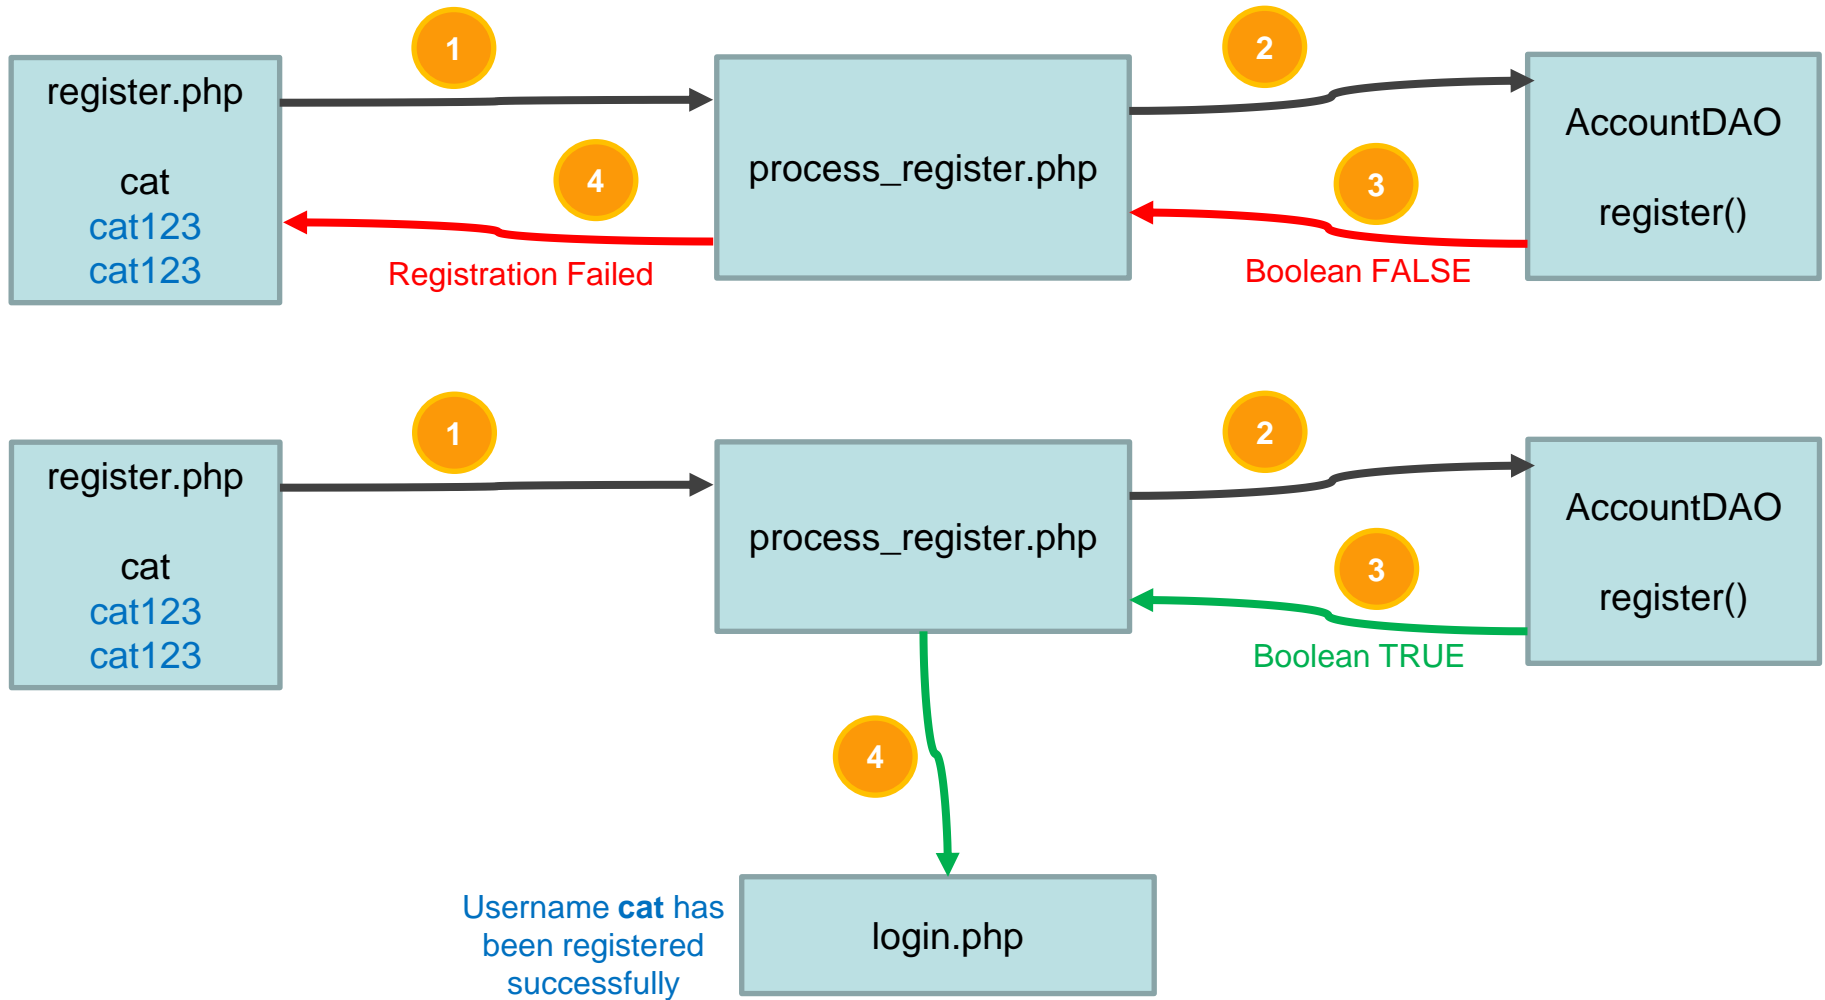 1
2
register.php
cat
cat123
cat123
4
Registration Failed
process_register.php
3
Boolean FALSE
AccountDAO
register()
1
2
register.php
cat
cat123
cat123
process_register.php
3
Boolean TRUE
AccountDAO
register()
4
Username cat has
been registered
successfully
login.php